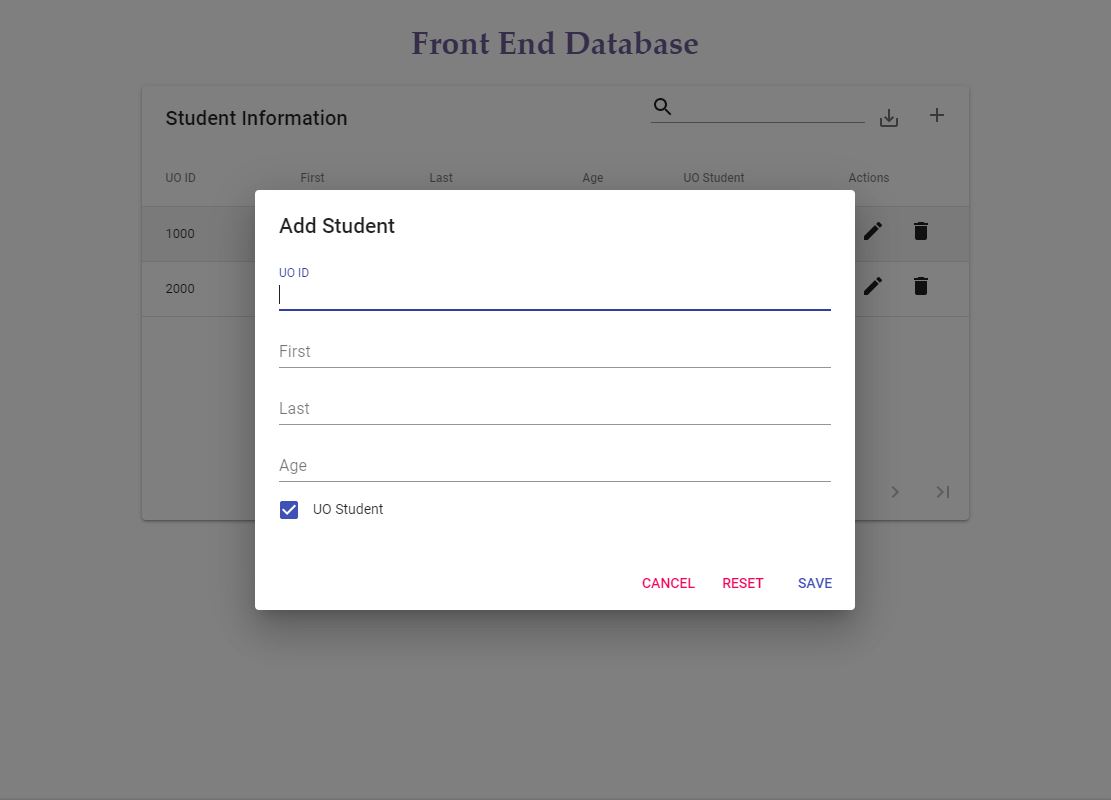 Front End Database
Student Information
UO ID First Last Age UO Student Actions
1000
2000
Add Student
UO ID
First
Last
Age
UO Student
CANCEL RESET SAVE